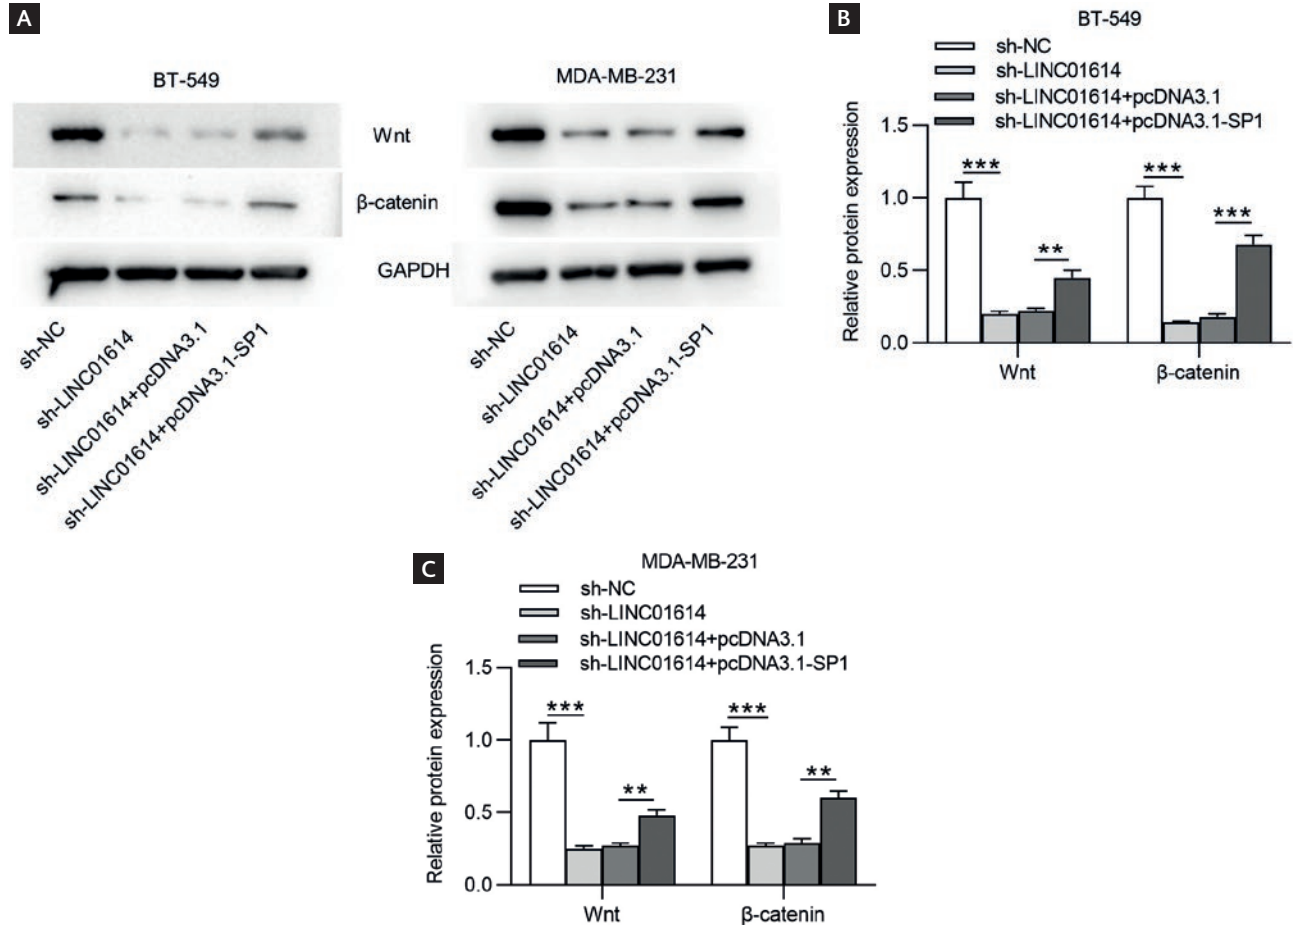 A
BT-549
MDA-MB-231
Wnt
β-catenin
GAPDH
sh-NC
sh-LINC01614
sh-LINC01614+pcDNA3.1
sh-LINC01614+pcDNA3.1-SP1
sh-NC
sh-LINC01614
sh-LINC01614+pcDNA3.1
sh-LINC01614+pcDNA3.1-SP1
B
BT-549
sh-NC
sh-LINC01614
sh-LINC01614+pcDNA3.1
sh-LINC01614+pcDNA3.1-SP1
Relative protein expression
1.5
1.0
0.5
0.0
***
**
***
***
Wnt
β-catenin
C
MDA-MB-231
sh-NC
sh-LINC01614
sh-LINC01614+pcDNA3.1
sh-LINC01614+pcDNA3.1-SP1
Relative protein expression
1.5
1.0
0.5
0.0
***
**
***
**
Wnt
β-catenin